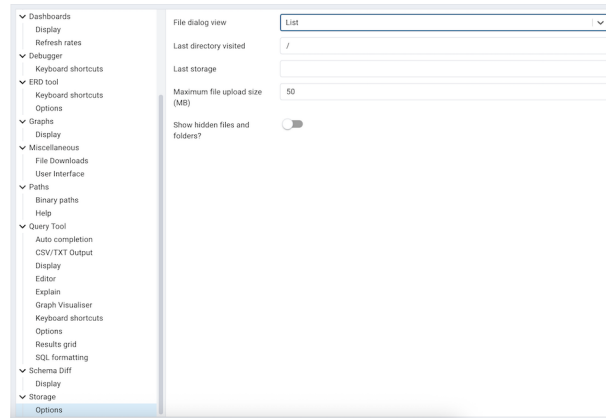 Dashboards
Display
Refresh rates
Debugger
Keyboard shortcuts
ERD tool
Keyboard shortcuts
Options
Graphs
Display
Miscellaneous
File Downloads
User Interface
Paths
Binary paths
Help
Query Tool
Auto completion
CSV/TXT Output
Display
Editor
Explain
Graph Visualiser
Keyboard shortcuts
Options
Results grid
SQL formatting
Schema Diff
Display
Storage
Options
File dialog view
List
Last directory visited
/
Last storage
Maximum file upload size
(MB)
50
Show hidden files and
folders?